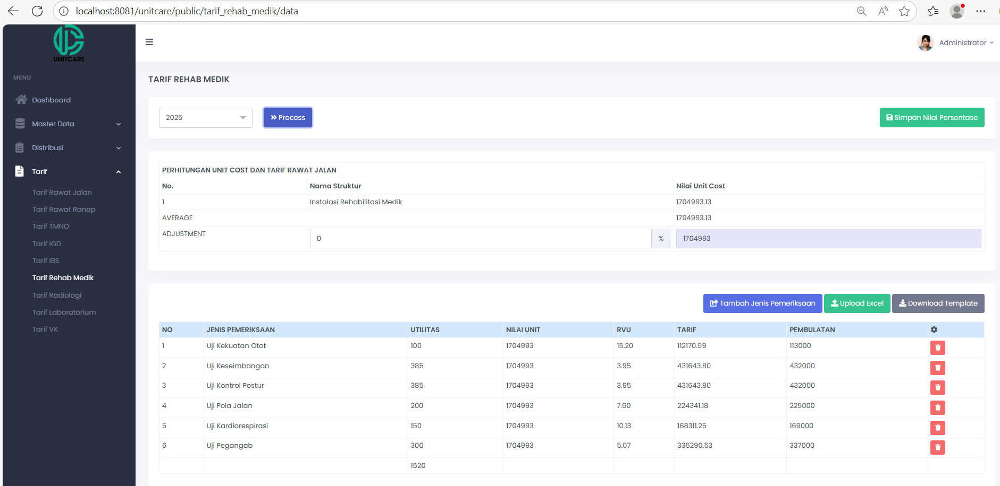 localhost:8081/unitcare/public/tarif_rehab_medik/data
UNITCARE
Administrator
MENU
Dashboard
Master Data
Distribusi
Tarif
Tarif Rawat Jalan
Tarif Rawat Ranap
Tarif TMNO
Tarif IGD
Tarif IBS
Tarif Rehab Medik
Tarif Radiologi
Tarif Laboratorium
Tarif VK
TARIF REHAB MEDIK
2025 Process Simpan Nilai Persentase
PERHITUNGAN UNIT COST DAN TARIF RAWAT JALAN
No. Nama Struktur Nilai Unit Cost
1 Instalasi Rehabilitasi Medik 1704993.13
AVERAGE 1704993.13
ADJUSTMENT 0 % 1704993
Tambah Jenis Pemeriksaan Upload Excel Download Template
NO JENIS PEMERIKSAAN UTILITAS NILAI UNIT RVU TARIF PEMBULATAN
1 Uji Kekuatan Otot 100 1704993 15.20 112170.59 113000
2 Uji Keseimbangan 385 1704993 3.95 431643.80 432000
3 Uji Kontrol Postur 385 1704993 3.95 431643.80 432000
4 Uji Pola Jalan 200 1704993 7.60 224341.18 225000
5 Uji Kardiorespirasi 150 1704993 10.13 168311.25 169000
6 Uji Pegangab 300 1704993 5.07 336290.53 337000
1520